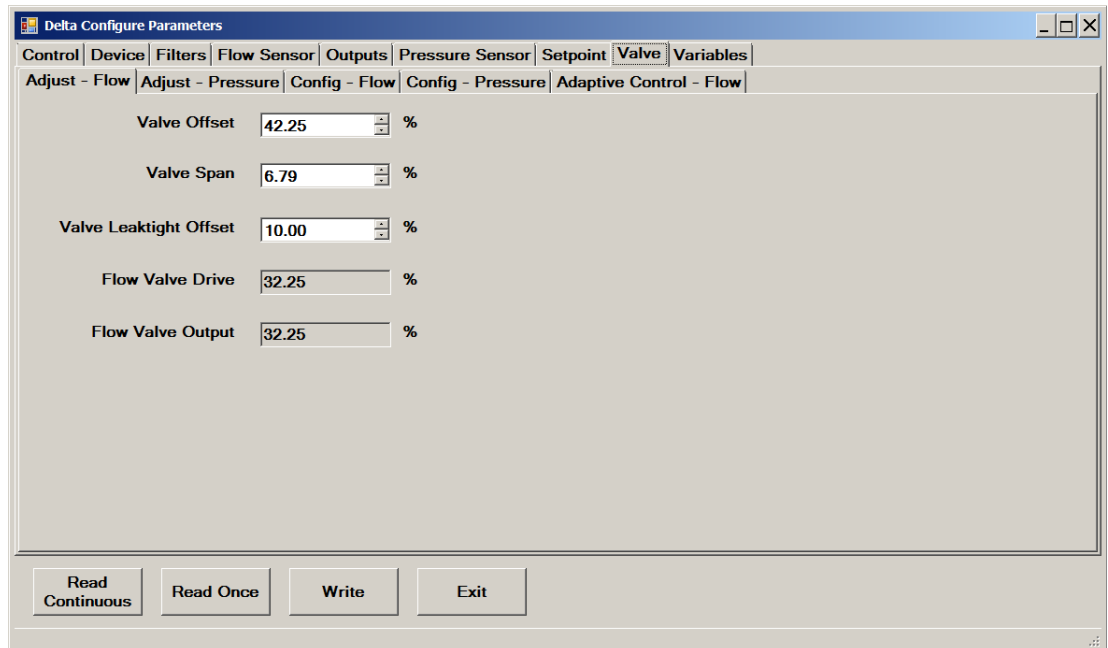 Delta Configure Parameters
Control Device Filters Flow Sensor Outputs Pressure Sensor Setpoint Valve Variables
Adjust - Flow Adjust - Pressure Config - Flow Config - Pressure Adaptive Control - Flow
Valve Offset 42.25 %
Valve Span 6.79 %
Valve Leaktight Offset 10.00 %
Flow Valve Drive 32.25 %
Flow Valve Output 32.25 %
Read
Continuous
Read Once
Write
Exit